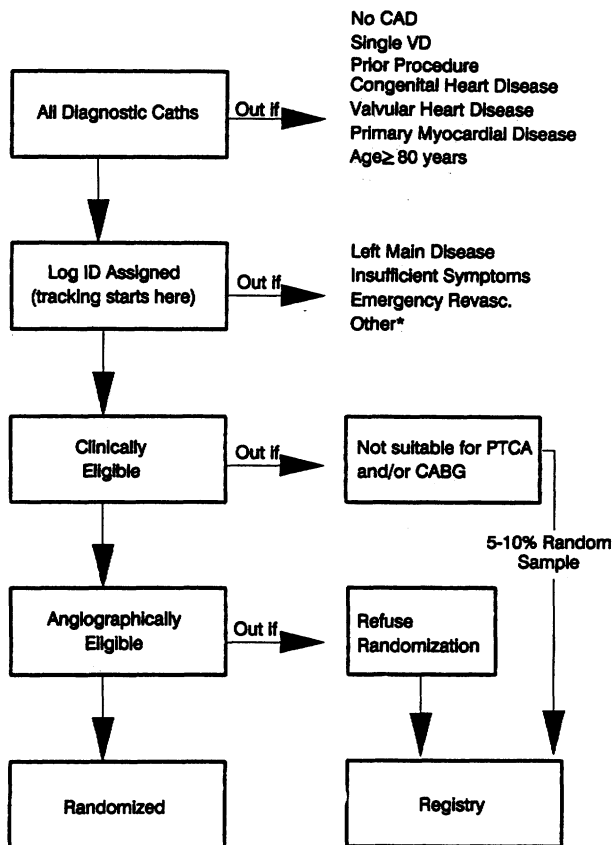 No CAD
Single VD
Prior Procedure
Congenital Heart Disease
All Diagnostic Caths
Out if
Valvular Heart Disease
Primary Myocardial Disease
Age≥ 80 years
Log ID Assigned
(tracking starts here)
Out if
Left Main Disease
Insufficient Symptoms
Emergency Revasc.
Other*
Clinically
Eligible
Out if
Not suitable for PTCA
and/or CABG
5-10% Random
Sample
Angiographically
Eligible
Out if
Refuse
Randomization
Randomized
Registry